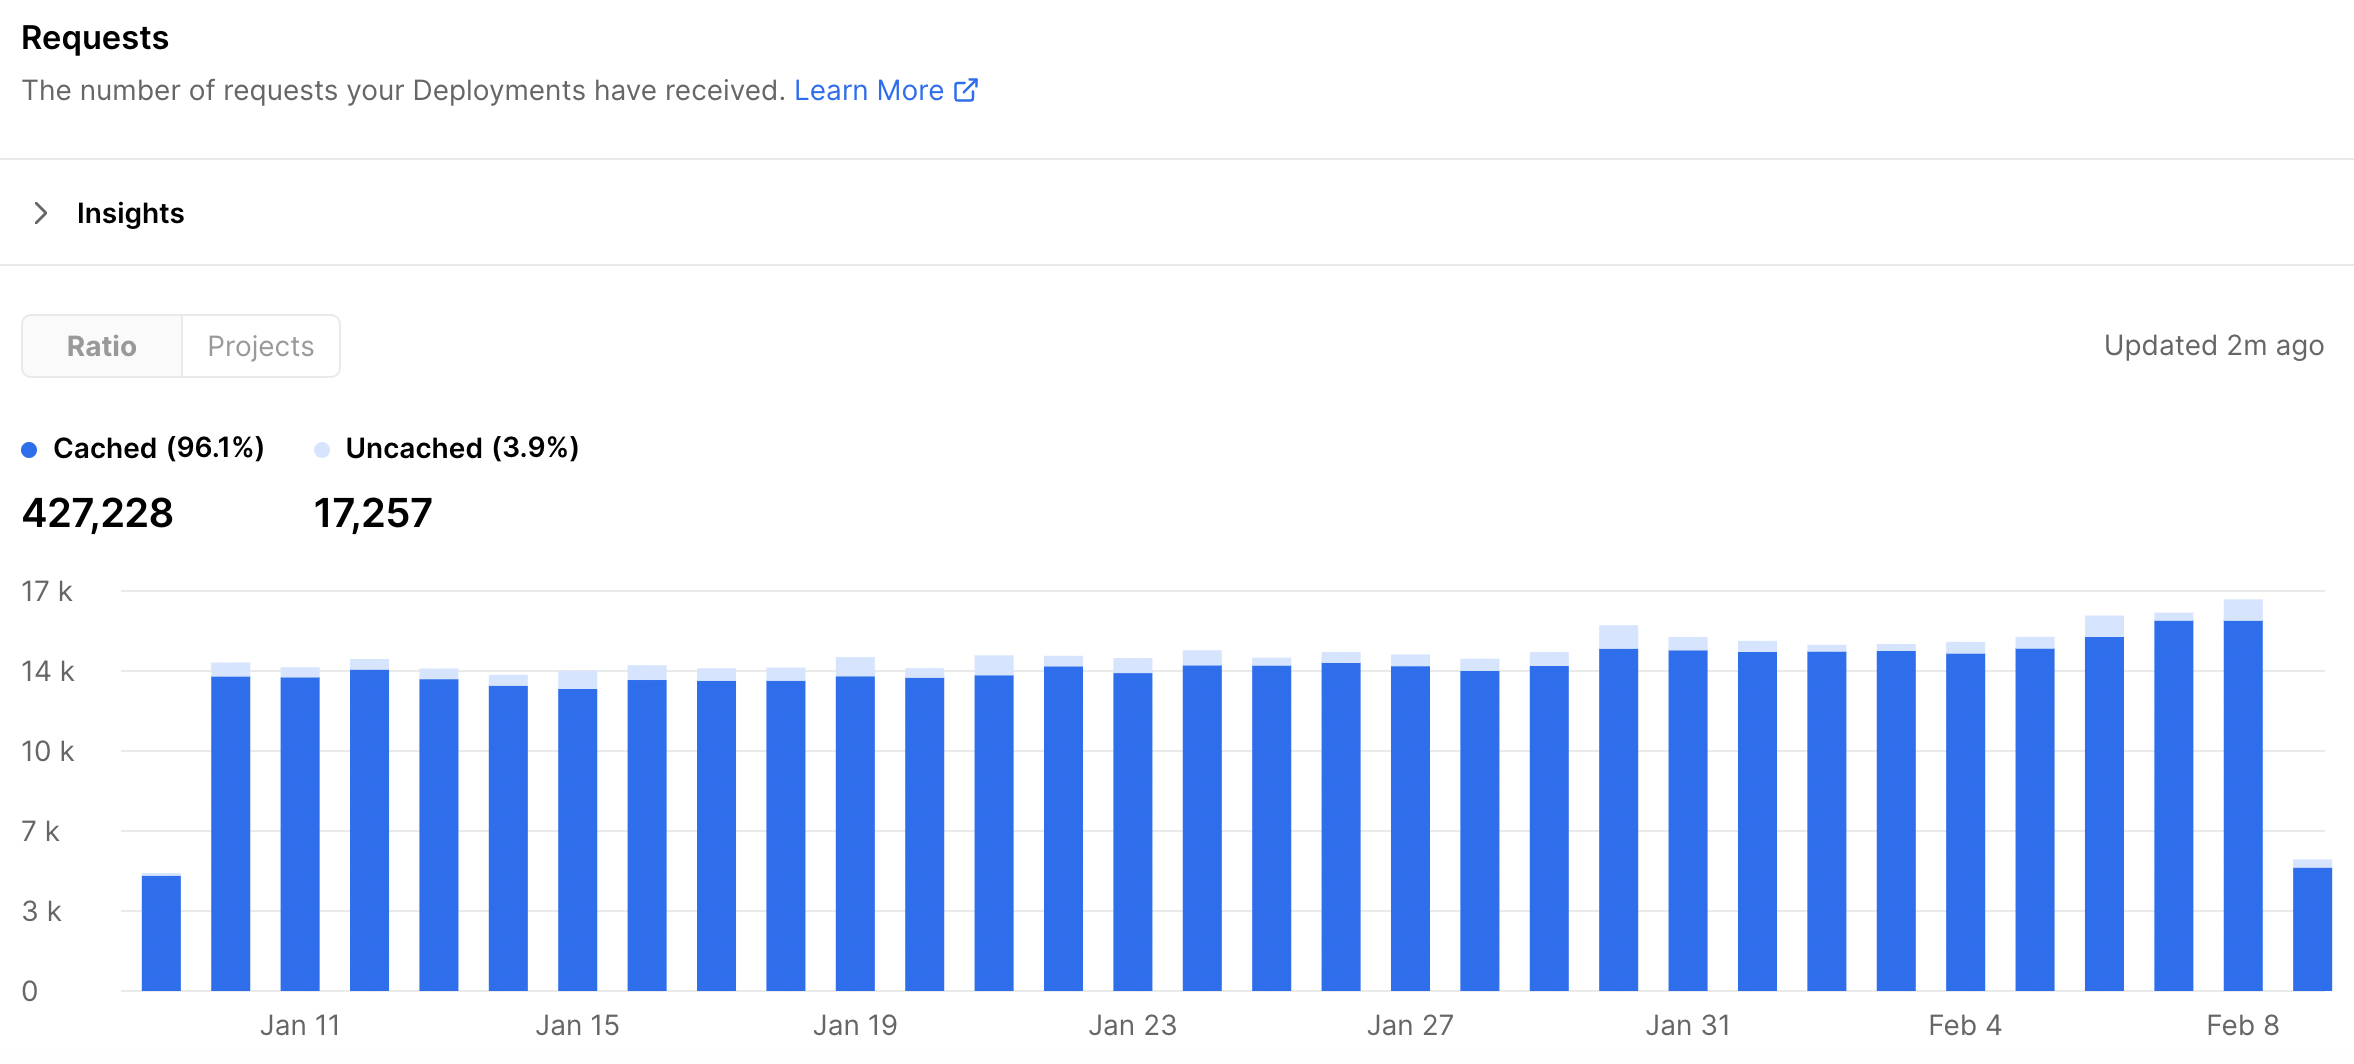 Requests
The number of requests your Deployments have received. Learn More
Insights
Ratio Projects Updated 2m ago
Cached (96.1%) Uncached (3.9%)
427,228 17,257
17 k
14 k
10 k
7 k
3 k
0
Jan 11 Jan 15 Jan 19 Jan 23 Jan 27 Jan 31 Feb 4 Feb 8